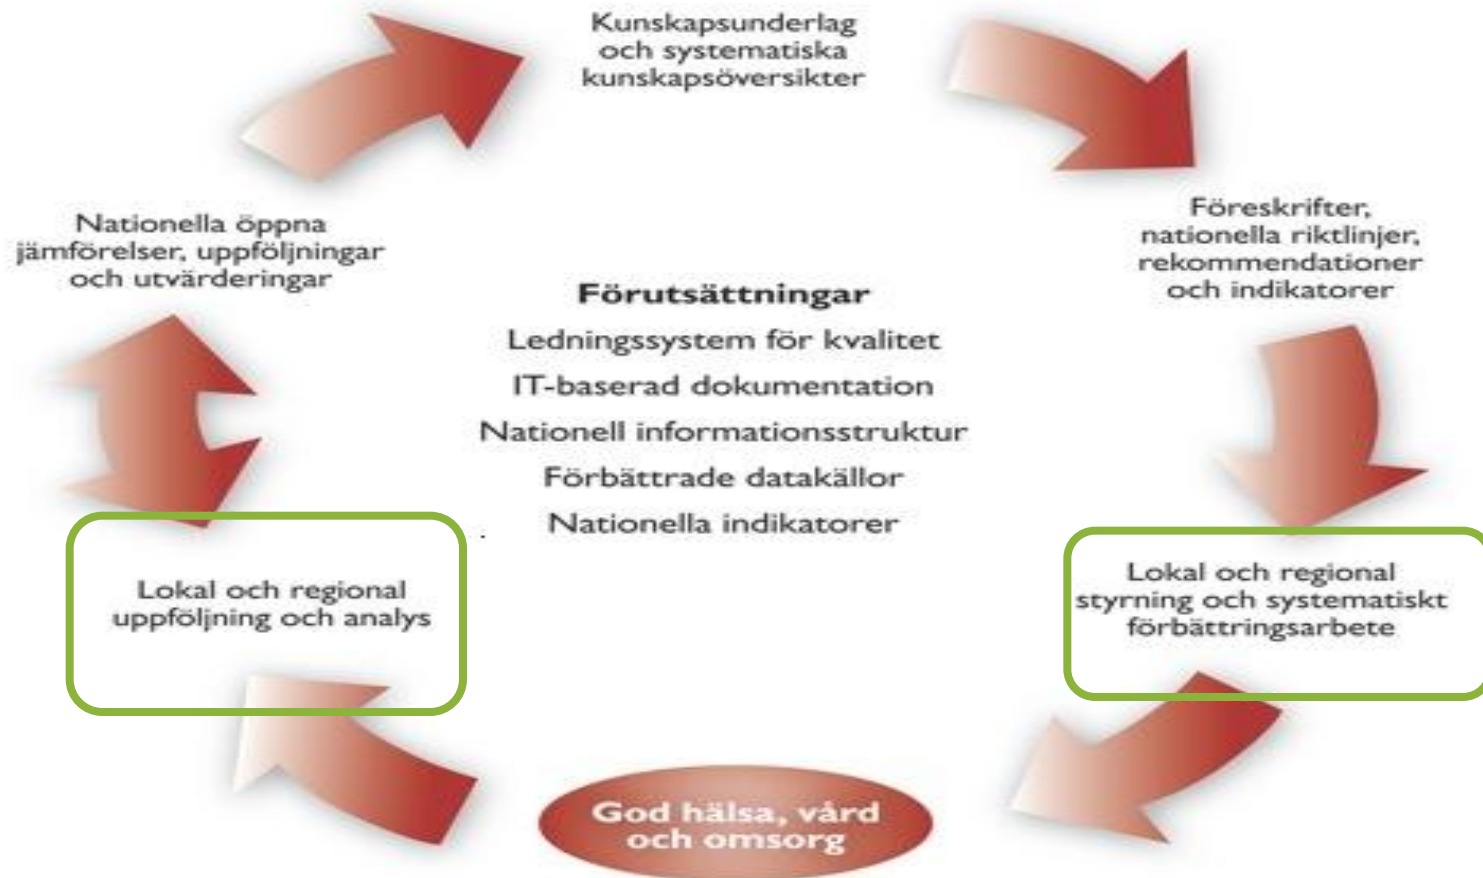 Kunskapsunderlag
och systematiska
kunskapsöversikter
Föreskrifter,
nationella riktlinjer,
rekommendationer
och indikatorer
Nationella öppna
jämförelser, uppföljningar
och utvärderingar
Förutsättningar
Ledningssystem för kvalitet
IT-baserad dokumentation
Nationell informationsstruktur
Förbättrade datakällor
Nationella indikatorer
.
Lokal och regional
styrning och systematiskt
förbättringsarbete
Lokal och regional
uppföljning och analys
God hälsa, vård
och omsorg